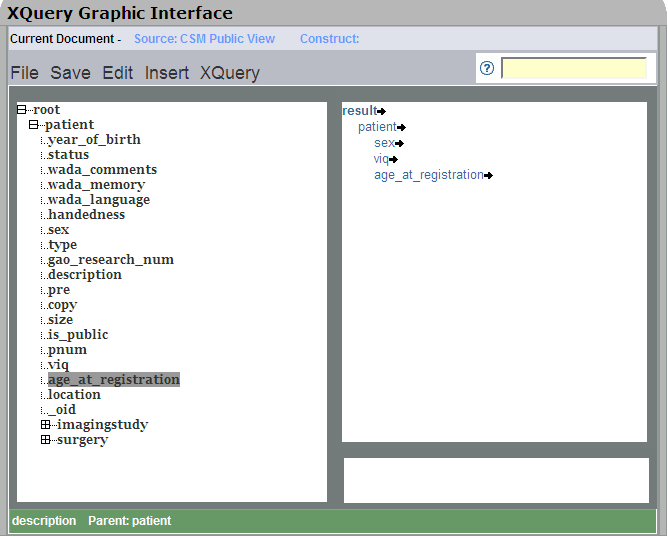 XQuery Graphic Interface
Current Document - Source: CSM Public View Construct:
File Save Edit Insert XQuery
?
root
patient
year_of_birth
status
wada_comments
wada_memory
wada_language
handedness
sex
type
gao_research_num
description
pre
copy
size
is_public
pnum
viq
age_at_registration
location
_oid
imagingstudy
surgery
result
patient
sex
viq
age_at_registration
description Parent: patient